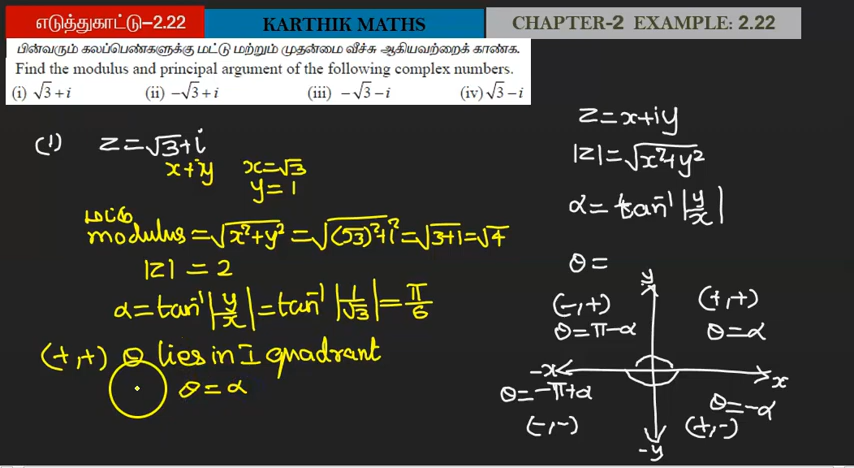 எடுத்துகாட்டு-2.22
KARTHIK MATHS
CHAPTER-2 EXAMPLE: 2.22
பின்வரும் கலப்பெண்களுக்கு மட்டு மற்றும் முதன்மை வீச்சு ஆகியவற்றைக் காண்க.
Find the modulus and principal argument of the following complex numbers.
(i) √3+i (ii) −√3+i (iii) −√3−i (iv) √3−i
(1) z=√3+i
x+iy x=√3
y=1
மட்டு
modulus=√x²+y²=√(√3)²+1²=√3+1=√4
|z| = 2
α=tan⁻¹|y/x|=tan⁻¹|1/√3|=π/6
(+,+) θ lies in I quadrant
θ = α
z=x+iy
|z|=√x²+y²
α=tan⁻¹|y/x|
θ=
y
(-,+) (+,+)
θ=π-α θ=α
-x x
θ=-π+α θ=-α
(-,-) (+,-)
-y